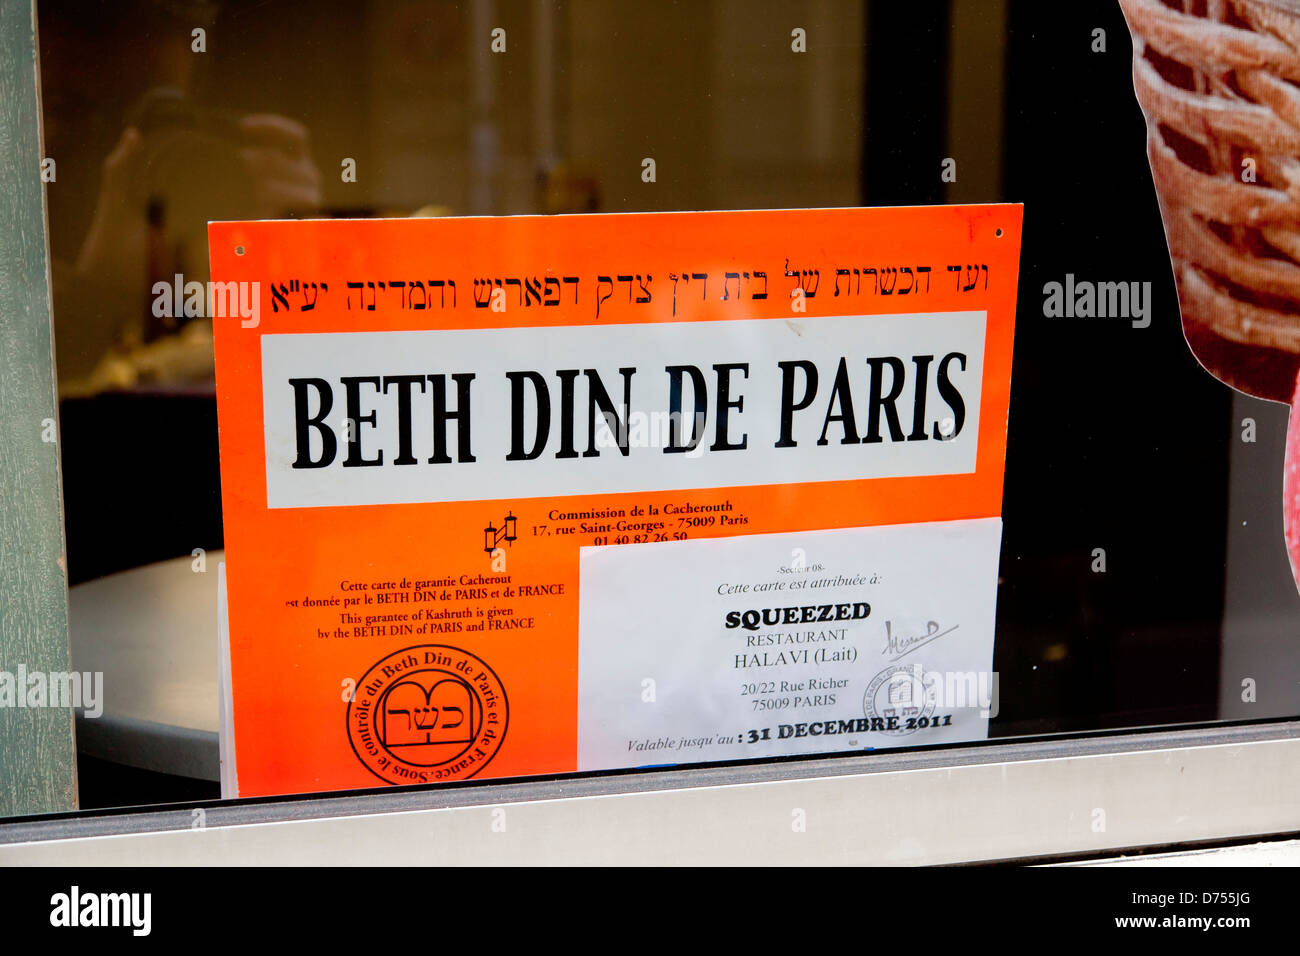 ועד הכשרות של בית דין צדק דפאריש והמדינה יע"א
BETH DIN DE PARIS
Commission de la Cacherouth
17, rue Saint-Georges - 75009 Paris
01 40 82 26 50
Cette carte de garantie Cacherout
est donnée par le BETH DIN de PARIS et de FRANCE
This garantee of Kashruth is given
by the BETH DIN of PARIS and FRANCE
Sous le contrôle du Beth Din de Paris et de France.
כשר
-Secteur 08-
Cette carte est attribuée à:
SQUEEZED
RESTAURANT
HALAVI (Lait)
20/22 Rue Richer
75009 PARIS
Valable jusqu'au : 31 DECEMBRE 2011
a alamy stock photo
alamy
Image ID: D755JG
www.alamy.com